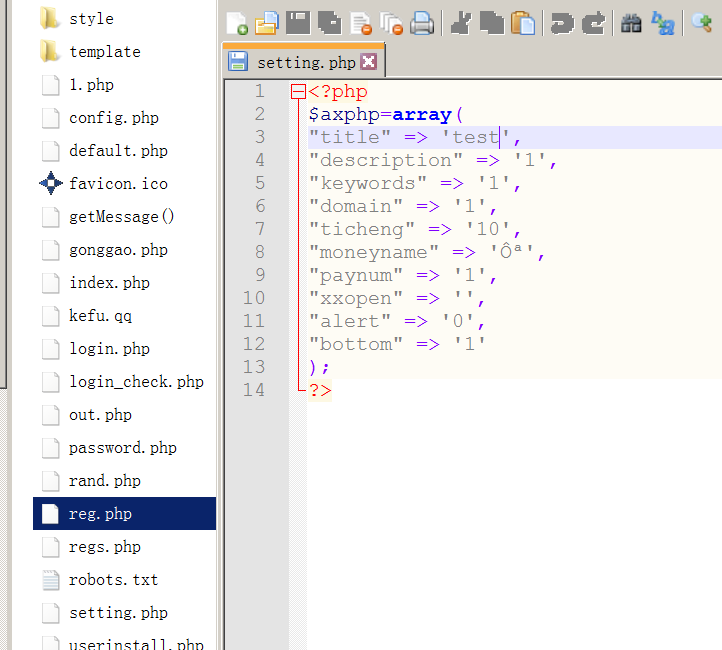 style
template
1.php
config.php
default.php
favicon.ico
getMessage()
gonggao.php
index.php
kefu.qq
login.php
login_check.php
out.php
password.php
rand.php
reg.php
regs.php
robots.txt
setting.php
userinstall.php
setting.php
1 <?php
2 $axphp=array(
3 "title" => 'test',
4 "description" => '1',
5 "keywords" => '1',
6 "domain" => '1',
7 "ticheng" => '10',
8 "moneyname" => 'Ôª',
9 "paynum" => '1',
10 "xxopen" => '',
11 "alert" => '0',
12 "bottom" => '1'
13 );
14 ?>